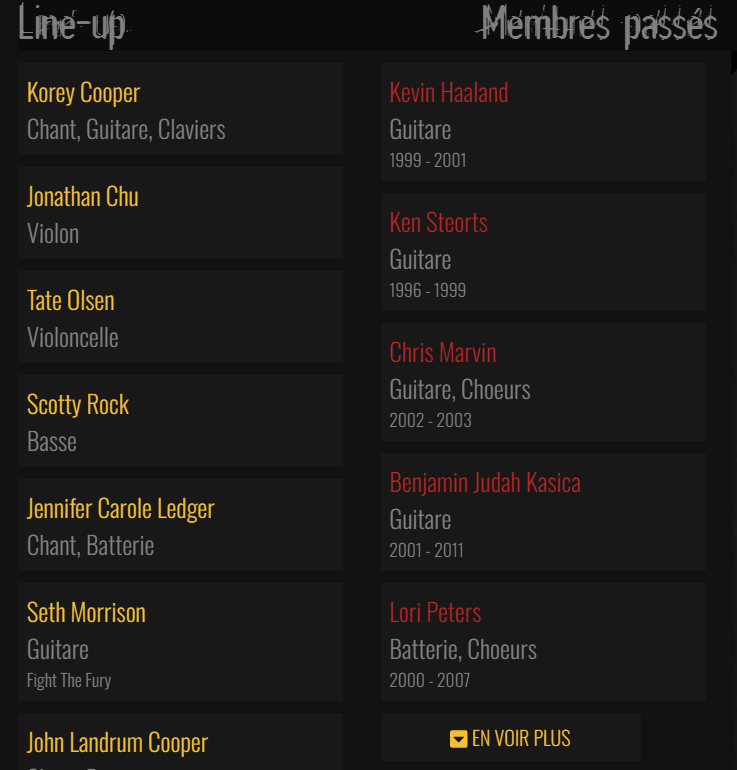 Line-up
Korey Cooper
Chant, Guitare, Claviers
Jonathan Chu
Violon
Tate Olsen
Violoncelle
Scotty Rock
Basse
Jennifer Carole Ledger
Chant, Batterie
Seth Morrison
Guitare
Fight The Fury
John Landrum Cooper
Membres passés
Kevin Haaland
Guitare
1999 - 2001
Ken Steorts
Guitare
1996 - 1999
Chris Marvin
Guitare, Choeurs
2002 - 2003
Benjamin Judah Kasica
Guitare
2001 - 2011
Lori Peters
Batterie, Choeurs
2000 - 2007
EN VOIR PLUS